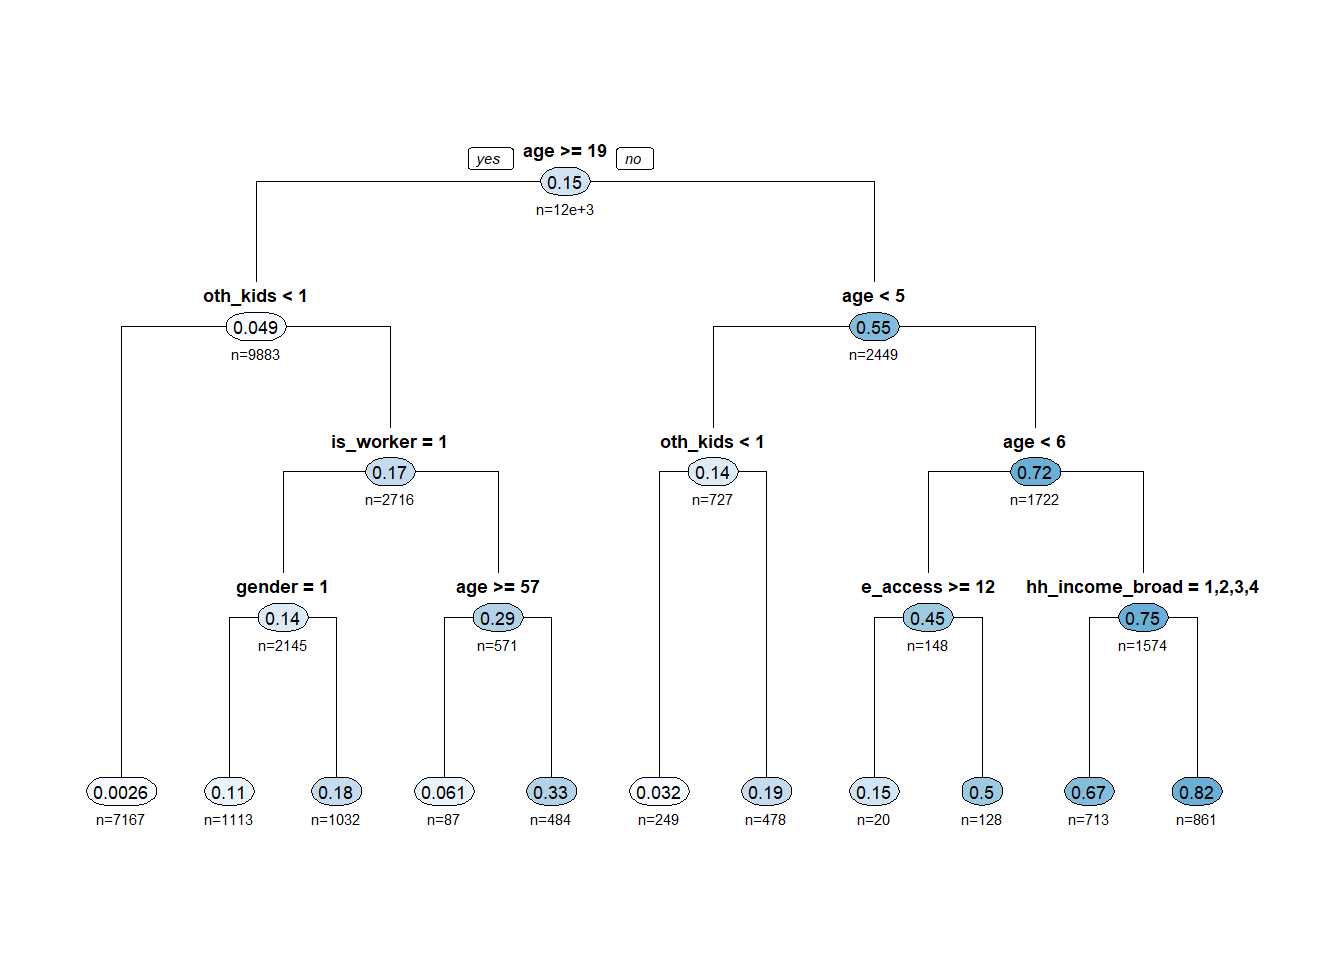 yes age >= 19 no
0.15
n=12e+3
oth_kids < 1 age < 5
0.049 0.55
n=9883 n=2449
is_worker = 1 oth_kids < 1 age < 6
0.17 0.14 0.72
n=2716 n=727 n=1722
gender = 1 age >= 57 e_access >= 12 hh_income_broad = 1,2,3,4
0.14 0.29 0.45 0.75
n=2145 n=571 n=148 n=1574
0.0026 0.11 0.18 0.061 0.33 0.032 0.19 0.15 0.5 0.67 0.82
n=7167 n=1113 n=1032 n=87 n=484 n=249 n=478 n=20 n=128 n=713 n=861